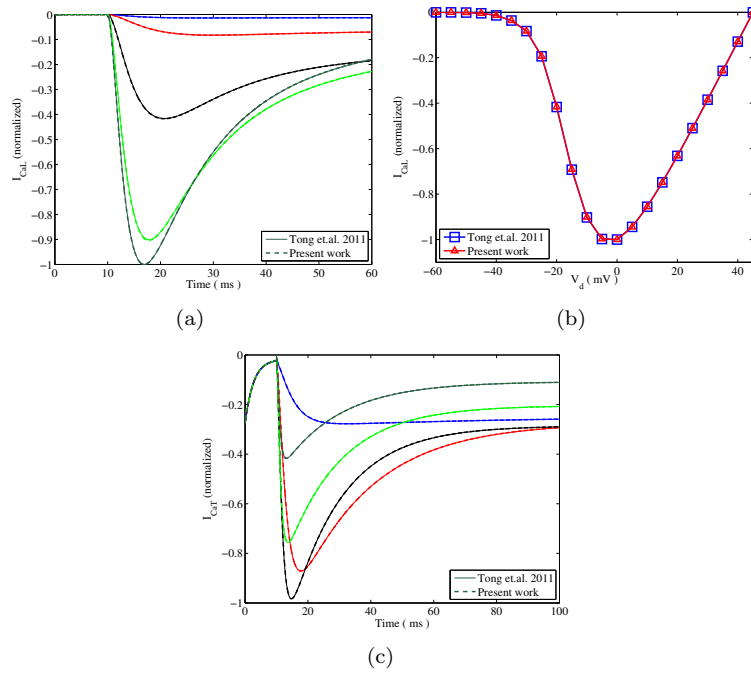 0
-0.1
-0.2
-0.3
-0.4
-0.5
-0.6
-0.7
-0.8
-0.9
-1
I_CaL (normalized)
0 10 20 30 40 50 60
Time ( ms )
Tong et.al. 2011
Present work
(a)
0
-0.2
-0.4
-0.6
-0.8
-1
I_CaL (normalized)
-60 -40 -20 0 20 40
V_d ( mV )
Tong et.al. 2011
Present work
(b)
0
-0.2
-0.4
-0.6
-0.8
-1
I_CaT (normalized)
0 20 40 60 80 100
Time ( ms )
Tong et.al. 2011
Present work
(c)